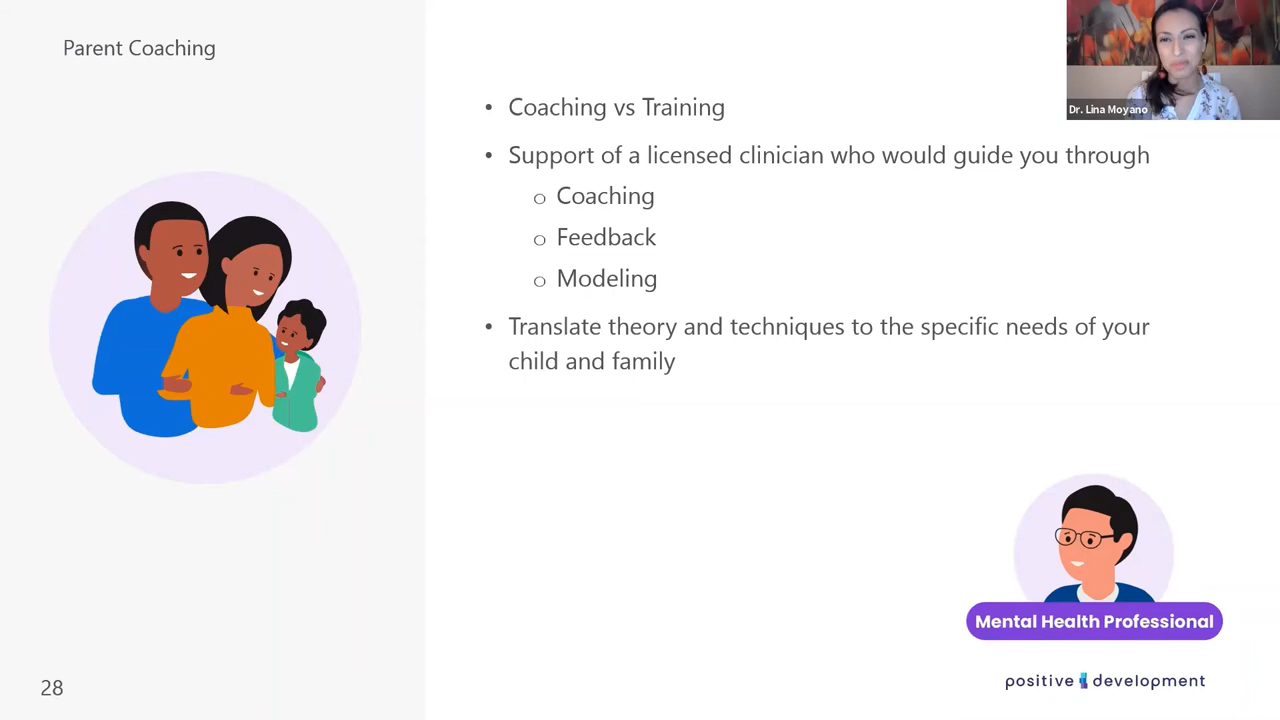 Parent Coaching
• Coaching vs Training
• Support of a licensed clinician who would guide you through
o Coaching
o Feedback
o Modeling
• Translate theory and techniques to the specific needs of your
child and family
Dr. Lina Moyano
Mental Health Professional
positive development
28